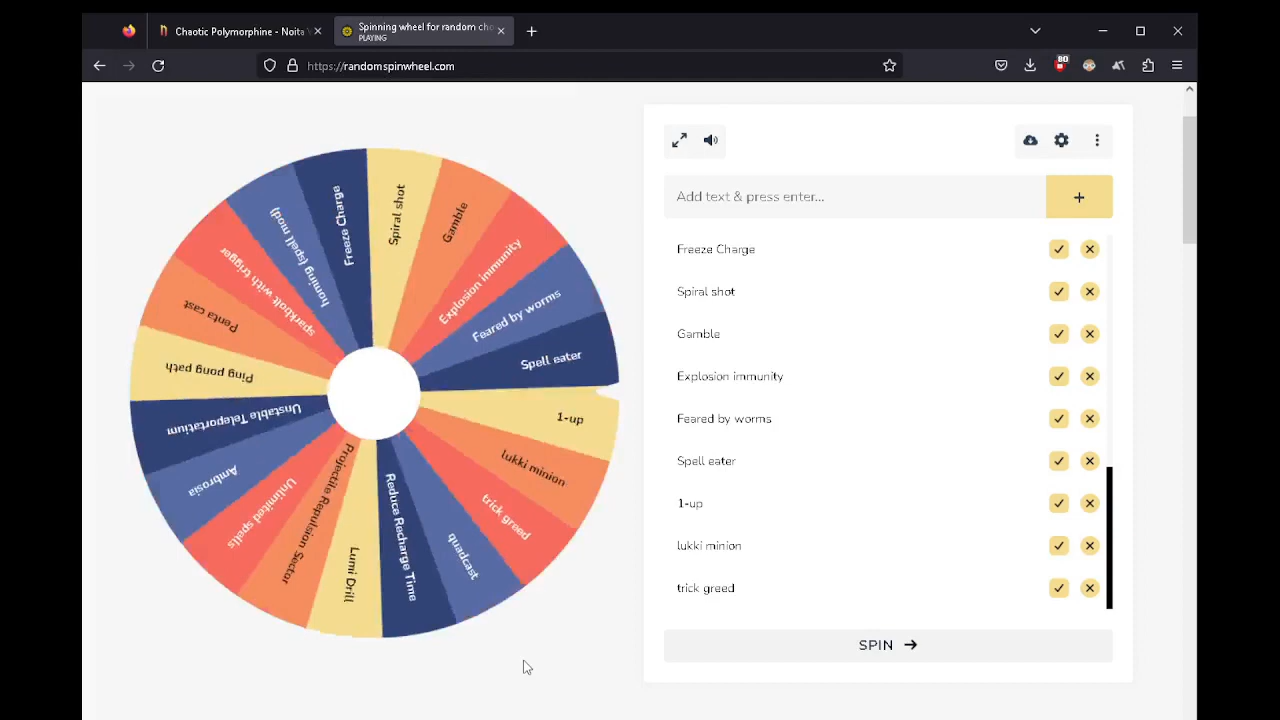 Chaotic Polymorphine - Noita
Spinning wheel for random cho
PLAYING
https://randomspinwheel.com
80
Add text & press enter...
Freeze Charge
Spiral shot
Gamble
Explosion immunity
Feared by worms
Spell eater
1-up
lukki minion
trick greed
SPIN
Freeze Charge
Spiral shot
Gamble
Explosion immunity
Feared by worms
Spell eater
1-up
lukki minion
trick greed
quadcast
Reduce Recharge Time
Lumi Drill
Projectile Repulsion Sector
Unlimited spells
Ambrosia
Unstable Teleportatium
Ping pong path
Penta cast
sparkbolt with trigger
homing (spell mod)